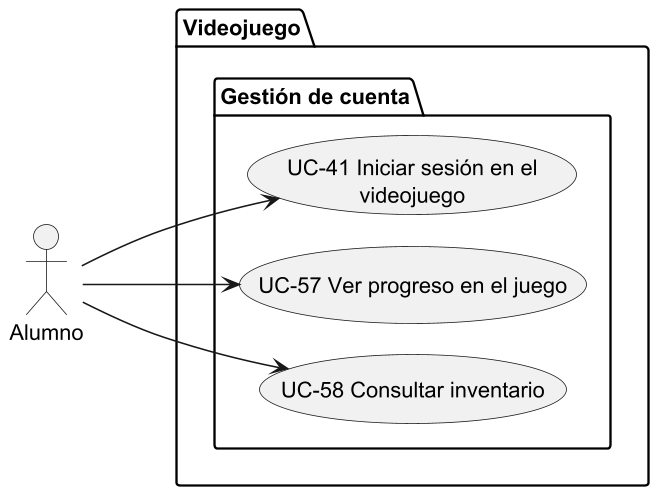 Videojuego
Gestión de cuenta
UC-41 Iniciar sesión en el
videojuego
UC-57 Ver progreso en el juego
Alumno
UC-58 Consultar inventario